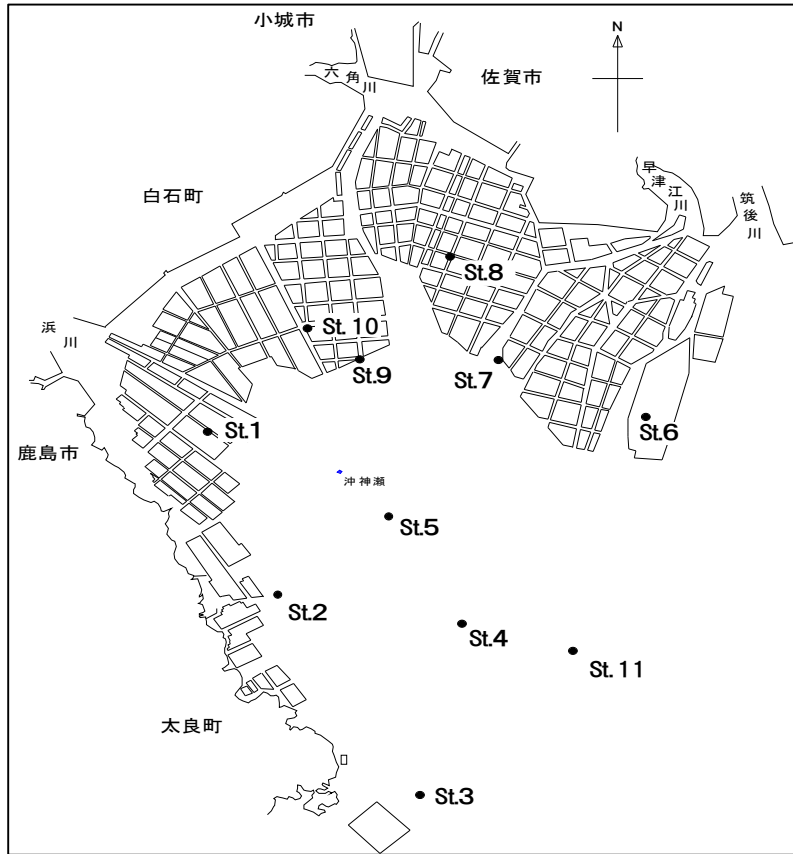 小城市
N
佐賀市
六角川
早津江川
筑後川
白石町
St.8
浜川
St. 10
St.9
St.7
St.6
St.1
鹿島市
沖神瀬
St.5
St.2
St.4
St. 11
太良町
St.3